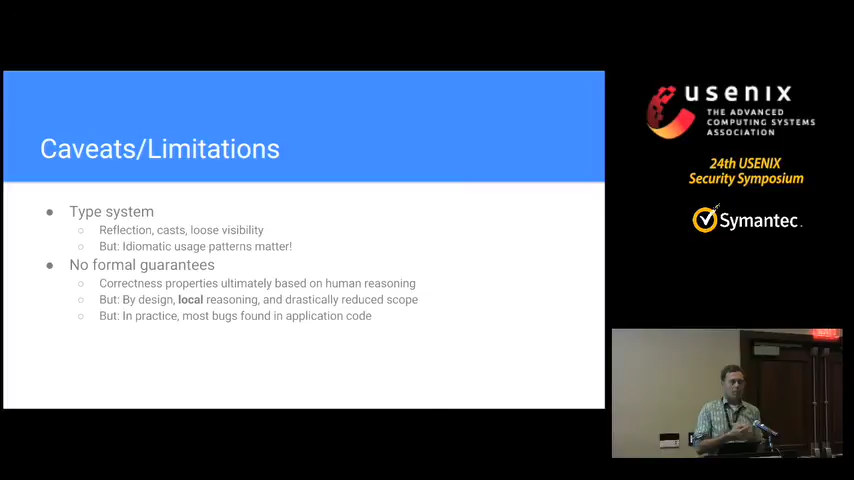 Caveats/Limitations
Type system
Reflection, casts, loose visibility
But: Idiomatic usage patterns matter!
No formal guarantees
Correctness properties ultimately based on human reasoning
But: By design, local reasoning, and drastically reduced scope
But: In practice, most bugs found in application code
usenix
THE ADVANCED
COMPUTING SYSTEMS
ASSOCIATION
24th USENIX
Security Symposium
Symantec.